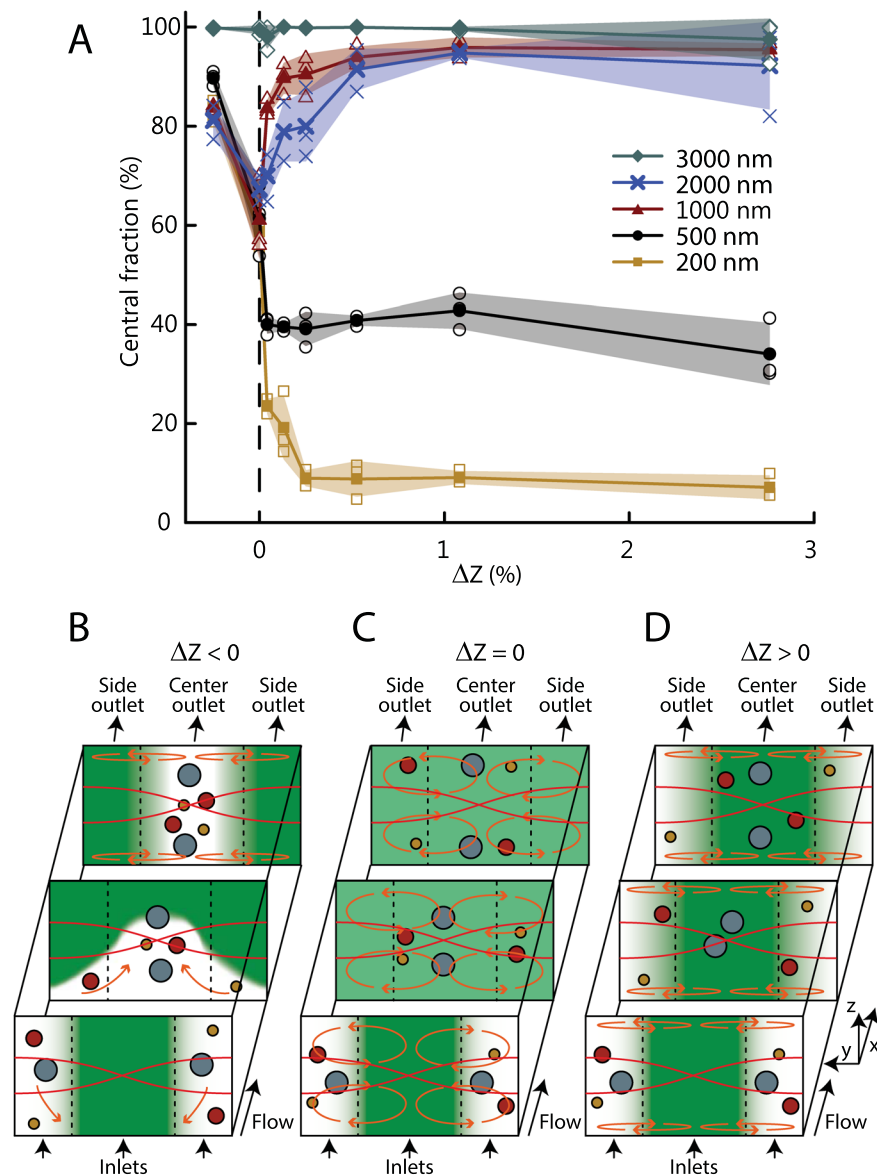 A
100
80
60
40
20
0
Central fraction (%)
0
1
2
3
ΔZ (%)
3000 nm
2000 nm
1000 nm
500 nm
200 nm
B
ΔZ < 0
Side outlet
Center outlet
Side outlet
Flow
Inlets
C
ΔZ = 0
Side outlet
Center outlet
Side outlet
Flow
Inlets
D
ΔZ > 0
Side outlet
Center outlet
Side outlet
z
x
y
Flow
Inlets